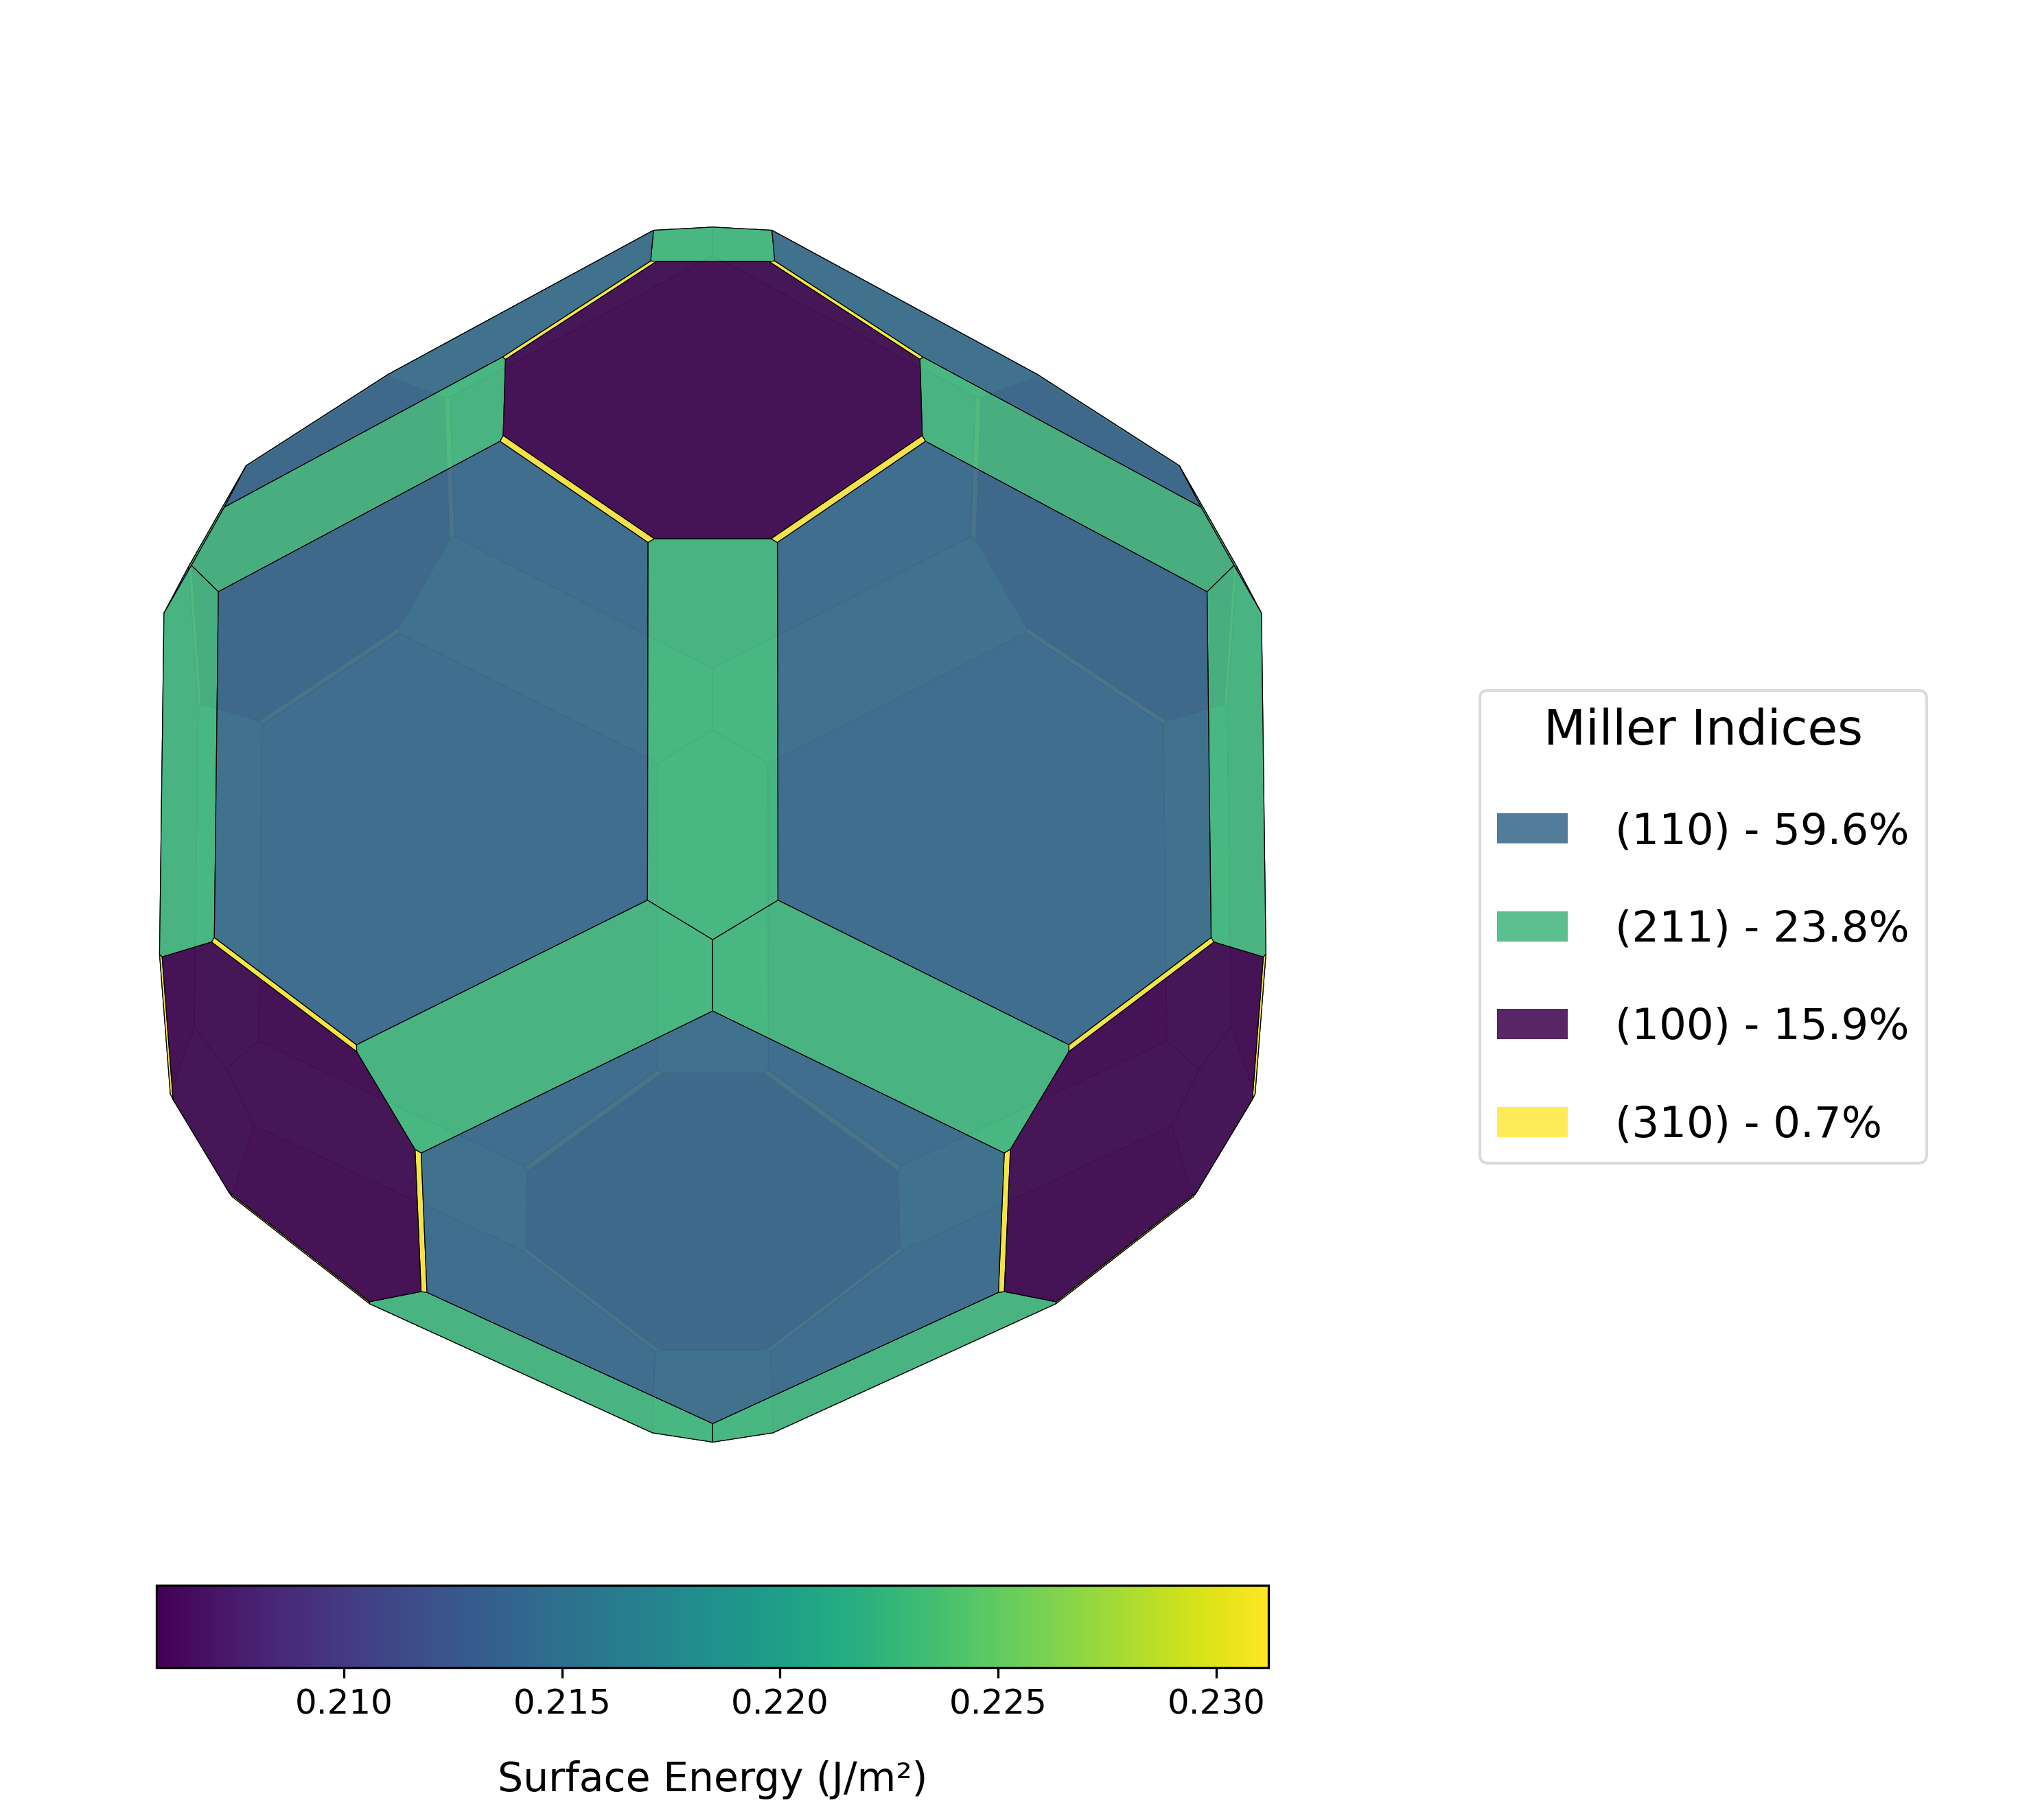 Miller Indices
(110) - 59.6%
(211) - 23.8%
(100) - 15.9%
(310) - 0.7%
0.210 0.215 0.220 0.225 0.230
Surface Energy (J/m²)